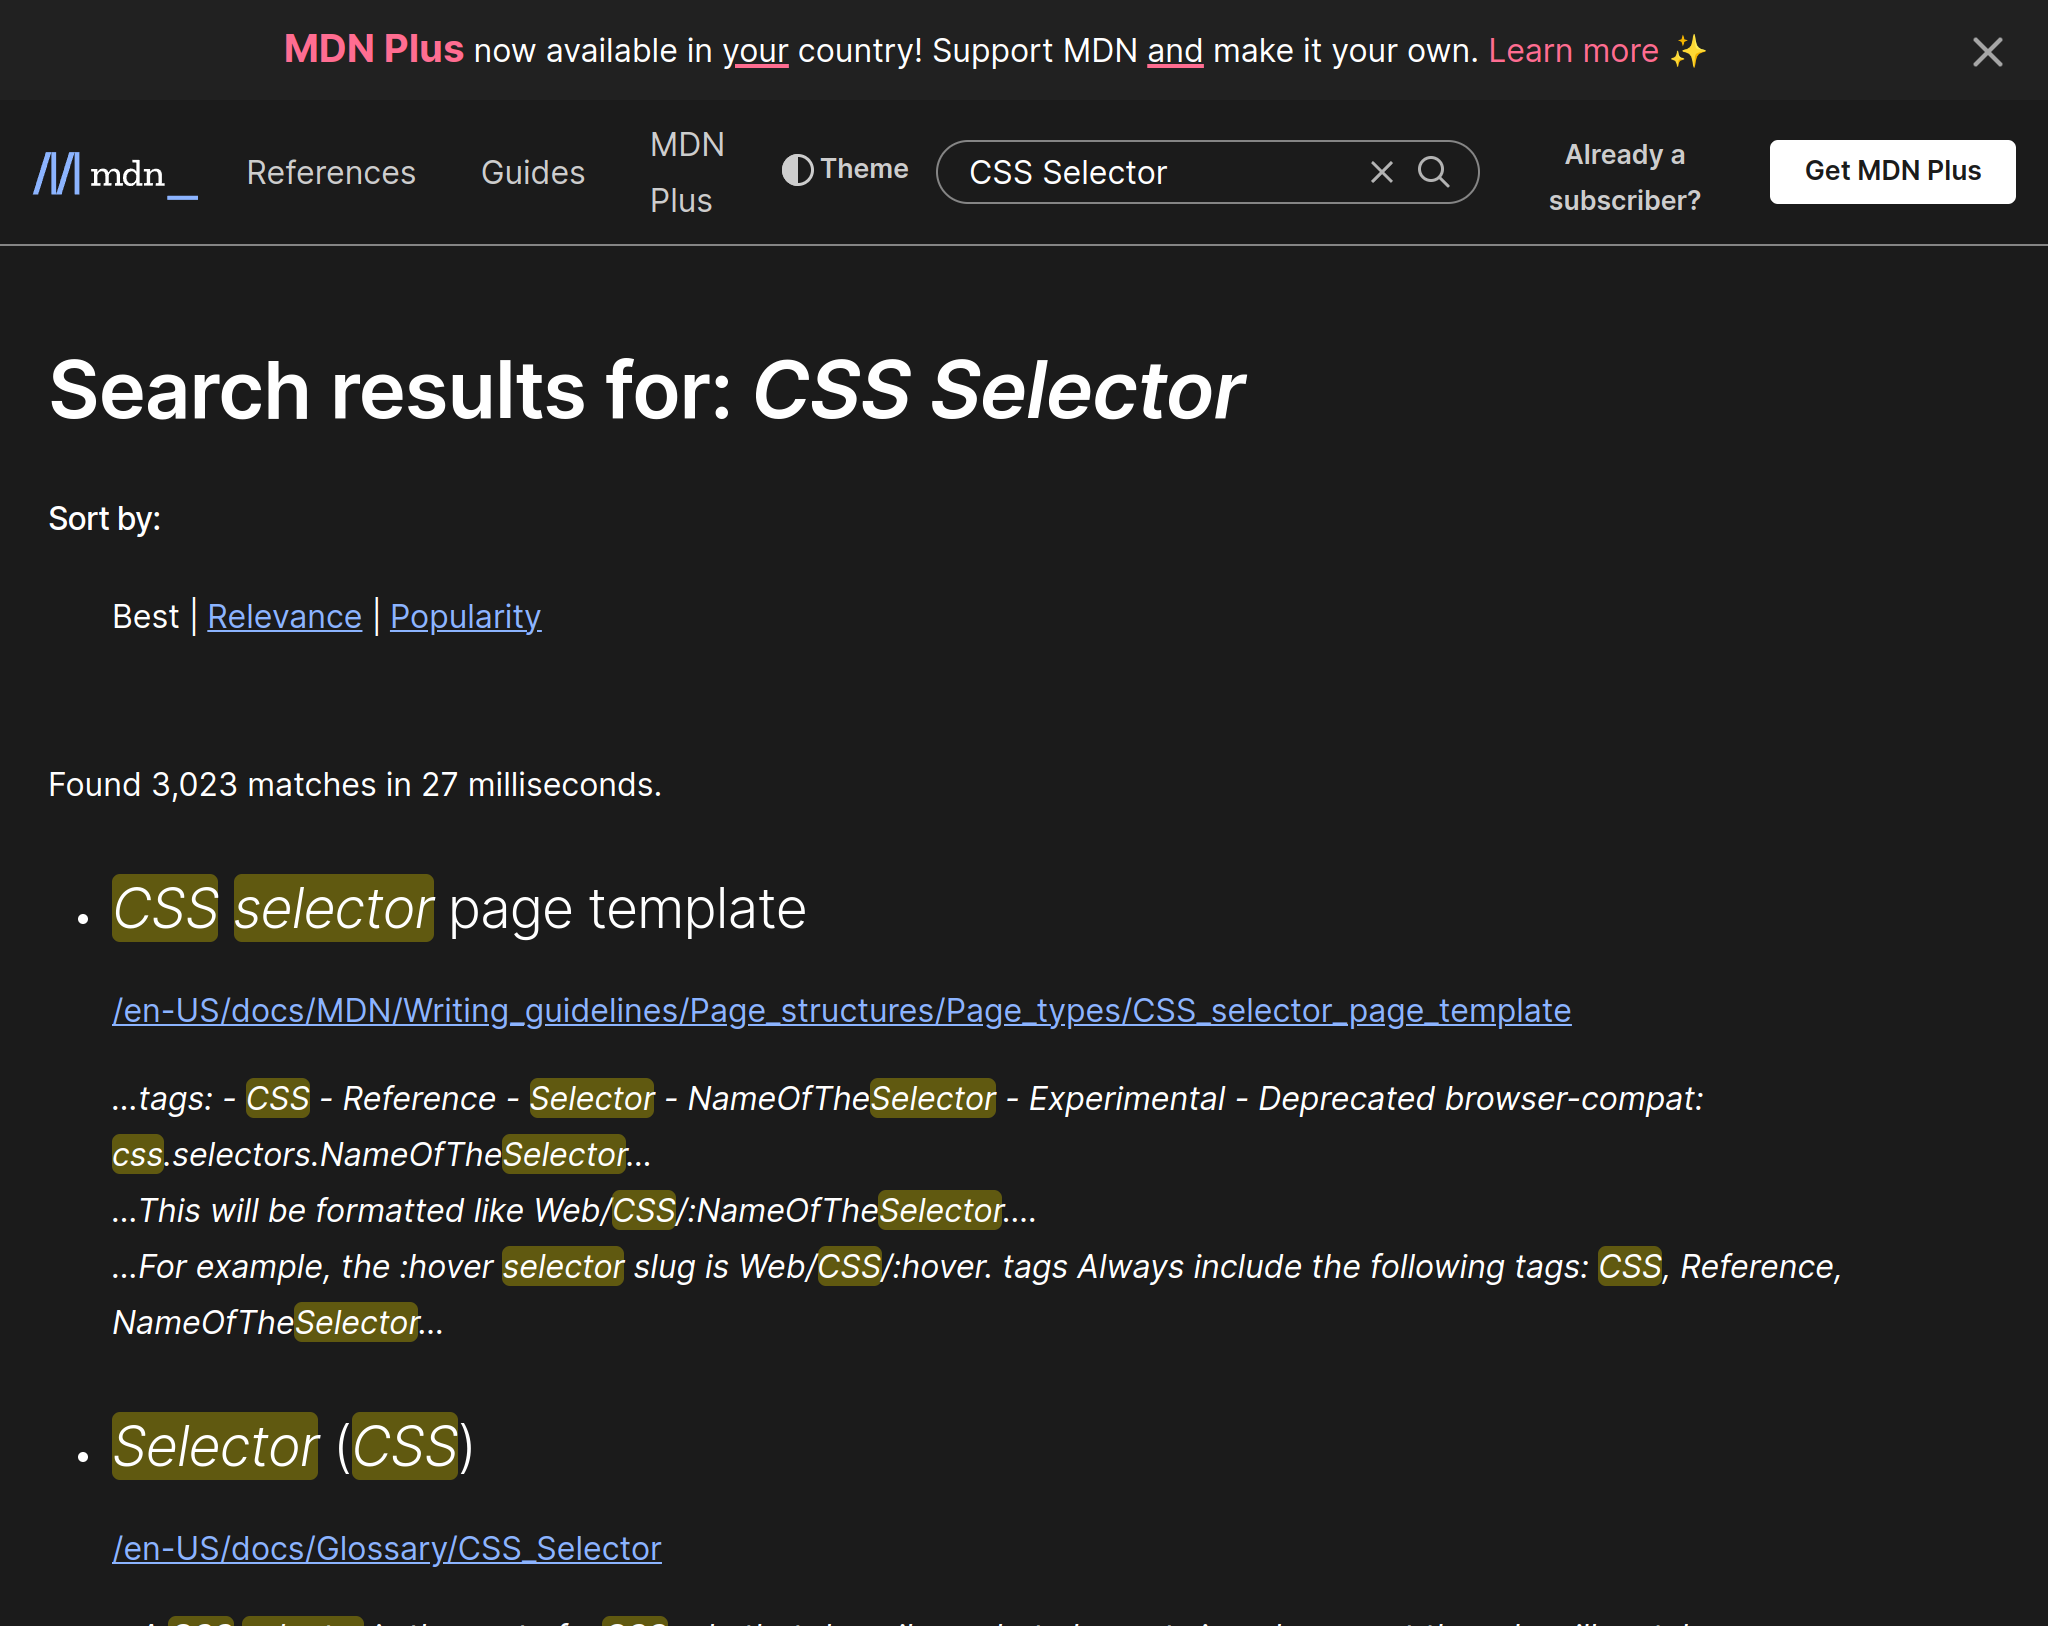 MDN Plus now available in your country! Support MDN and make it your own. Learn more ✨
mdn_
References
Guides
MDN Plus
Theme
CSS Selector
Already a subscriber?
Get MDN Plus
Search results for: CSS Selector
Sort by:
Best | Relevance | Popularity
Found 3,023 matches in 27 milliseconds.
• CSS selector page template
/en-US/docs/MDN/Writing_guidelines/Page_structures/Page_types/CSS_selector_page_template
…tags: - CSS - Reference - Selector - NameOfTheSelector - Experimental - Deprecated browser-compat:
css.selectors.NameOfTheSelector…
…This will be formatted like Web/CSS/:NameOfTheSelector.…
…For example, the :hover selector slug is Web/CSS/:hover. tags Always include the following tags: CSS, Reference,
NameOfTheSelector…
• Selector (CSS)
/en-US/docs/Glossary/CSS_Selector